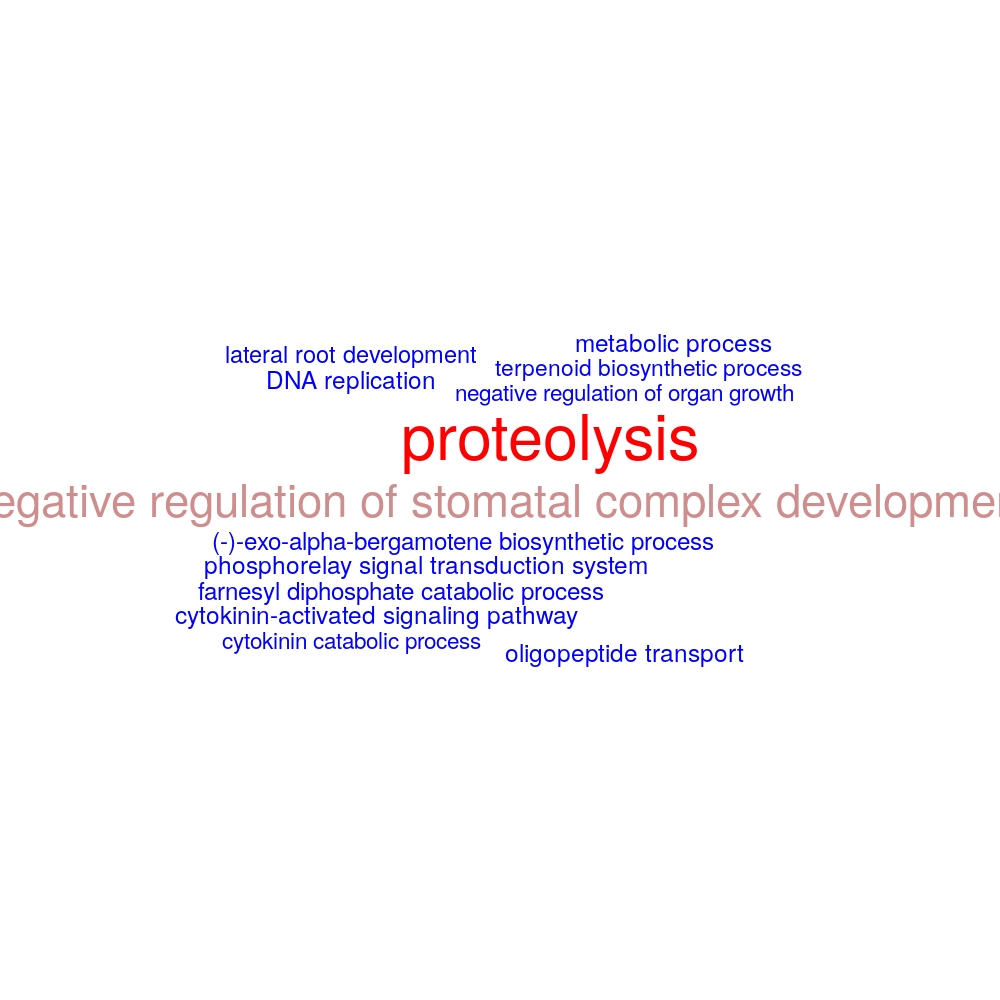 metabolic process
lateral root development
terpenoid biosynthetic process
DNA replication
negative regulation of organ growth
proteolysis
egative regulation of stomatal complex developmen
(-)-exo-alpha-bergamotene biosynthetic process
phosphorelay signal transduction system
farnesyl diphosphate catabolic process
cytokinin-activated signaling pathway
cytokinin catabolic process
oligopeptide transport